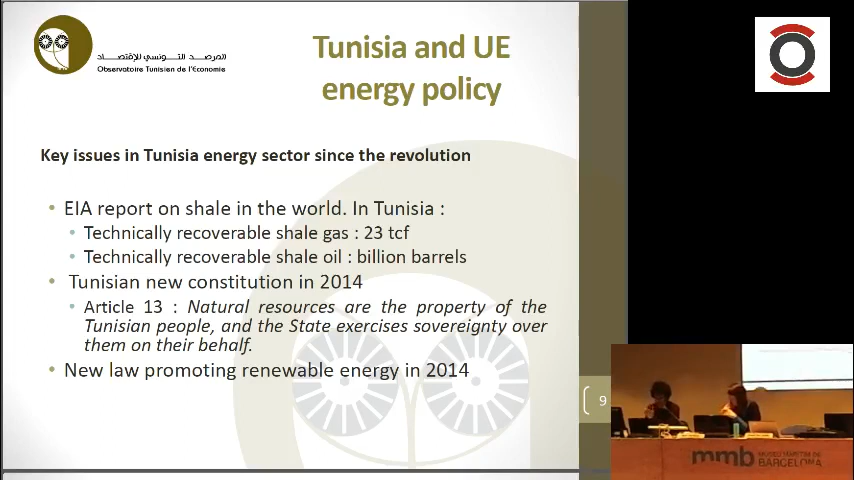 المرصد التونسي للإقتصاد
Observatoire Tunisien de l'Economie
Tunisia and UE
energy policy
Key issues in Tunisia energy sector since the revolution
• EIA report on shale in the world. In Tunisia :
• Technically recoverable shale gas : 23 tcf
• Technically recoverable shale oil : billion barrels
• Tunisian new constitution in 2014
• Article 13 : Natural resources are the property of the
Tunisian people, and the State exercises sovereignty over
them on their behalf.
• New law promoting renewable energy in 2014
9
mmb MUSEU MARÍTIM DE
BARCELONA